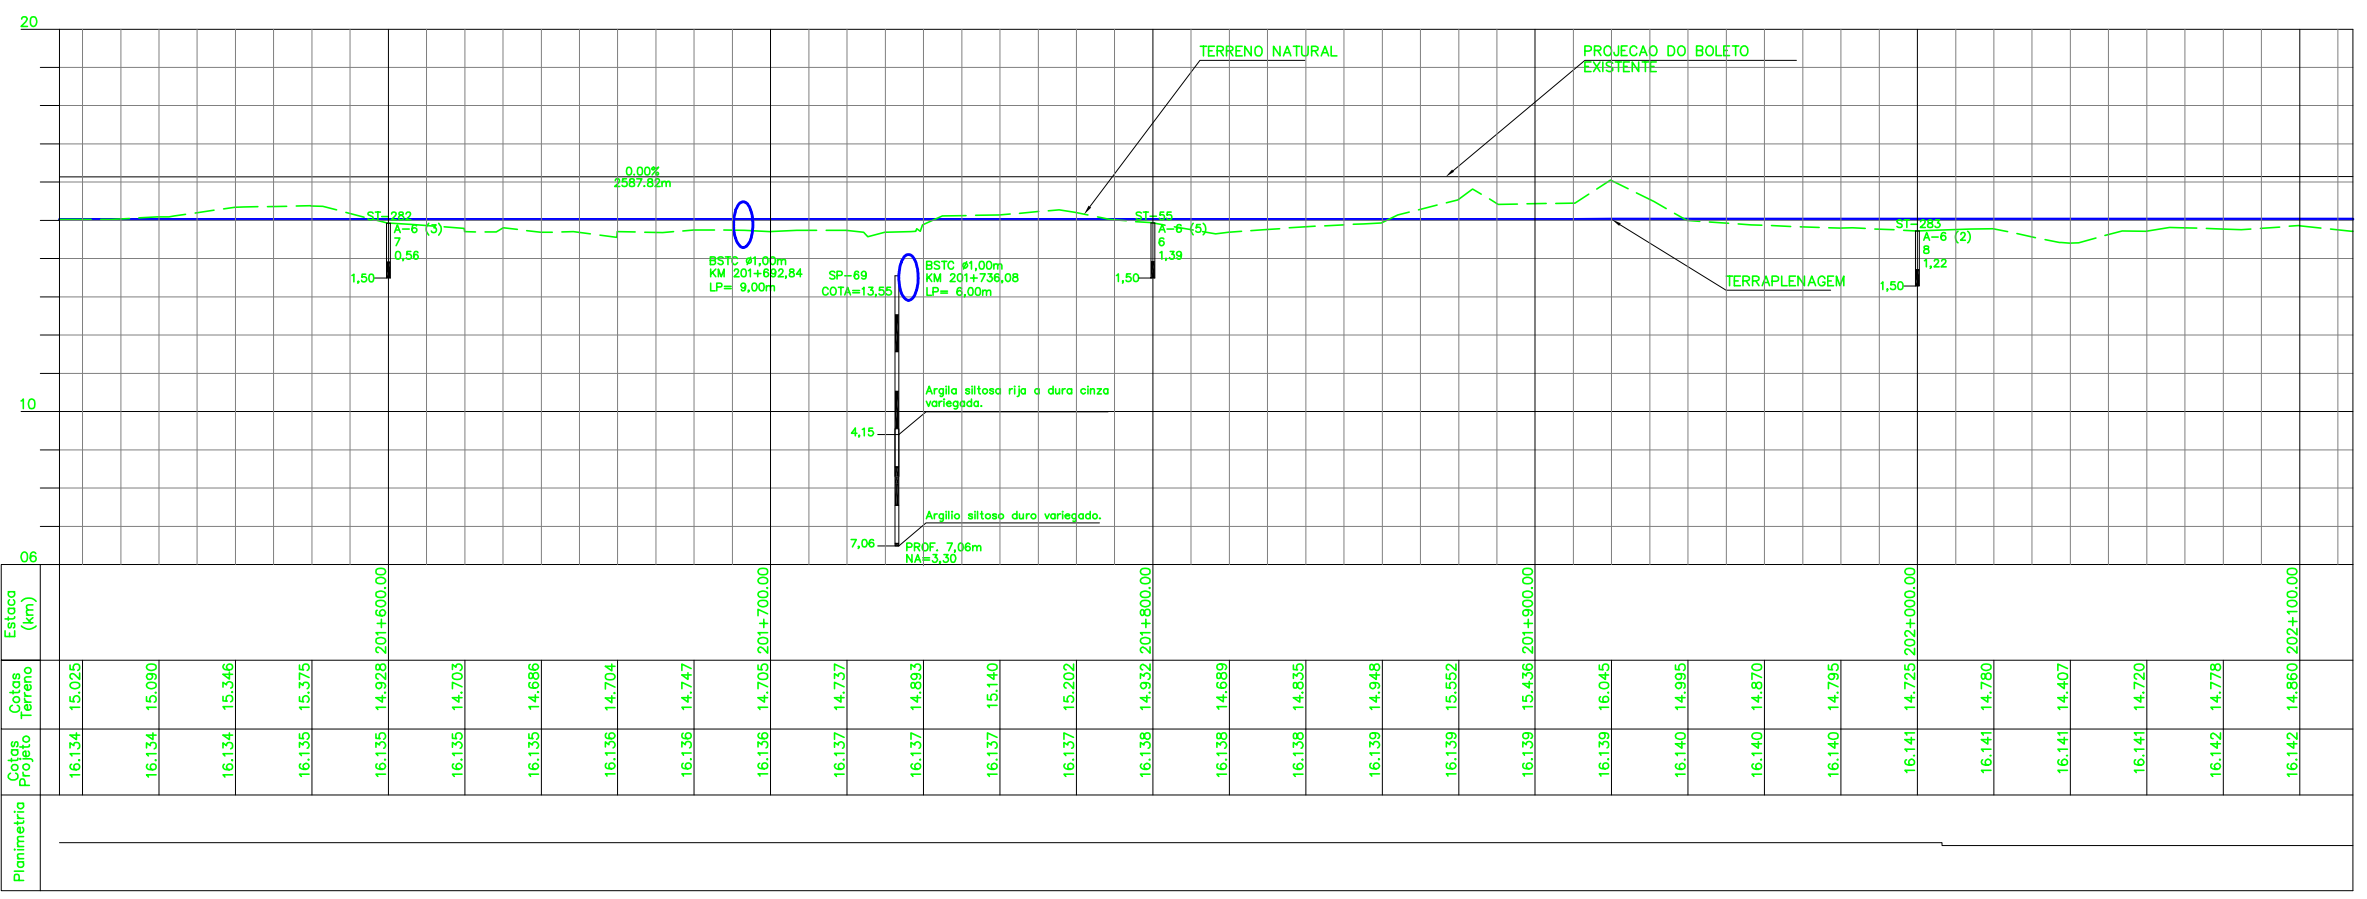 20
TERRENO NATURAL
PROJECAO DO BOLETO
EXISTENTE
0.00%
2587.82m
ST-282
A-6 (3)
7
0,56
1,50
BSTC ø1,00m
KM 201+692,84
LP= 9,00m
SP-69
COTA=13,55
BSTC ø1,00m
KM 201+736,08
LP= 6,00m
ST-55
A-6 (5)
6
1,39
1,50
TERRAPLENAGEM
ST-283
A-6 (2)
8
1,22
1,50
10
Argila siltosa rija a dura cinza
variegada.
4,15
Argilia siltosa dura variegada.
7,06
PROF. 7,06m
NA=3,30
06
Estaca
(km)
201+600.00
201+700.00
201+800.00
201+900.00
202+000.00
202+100.00
Cotas
Terreno
15.025
15.090
15.346
15.375
14.928
14.703
14.686
14.704
14.747
14.705
14.737
14.893
15.140
15.202
14.932
14.689
14.835
14.948
15.552
15.436
16.045
14.995
14.870
14.795
14.725
14.780
14.407
14.720
14.778
14.860
Cotas
Projeto
16.134
16.134
16.134
16.135
16.135
16.135
16.135
16.136
16.136
16.136
16.137
16.137
16.137
16.137
16.138
16.138
16.138
16.139
16.139
16.139
16.139
16.140
16.140
16.140
16.141
16.141
16.141
16.141
16.142
16.142
Planimetria